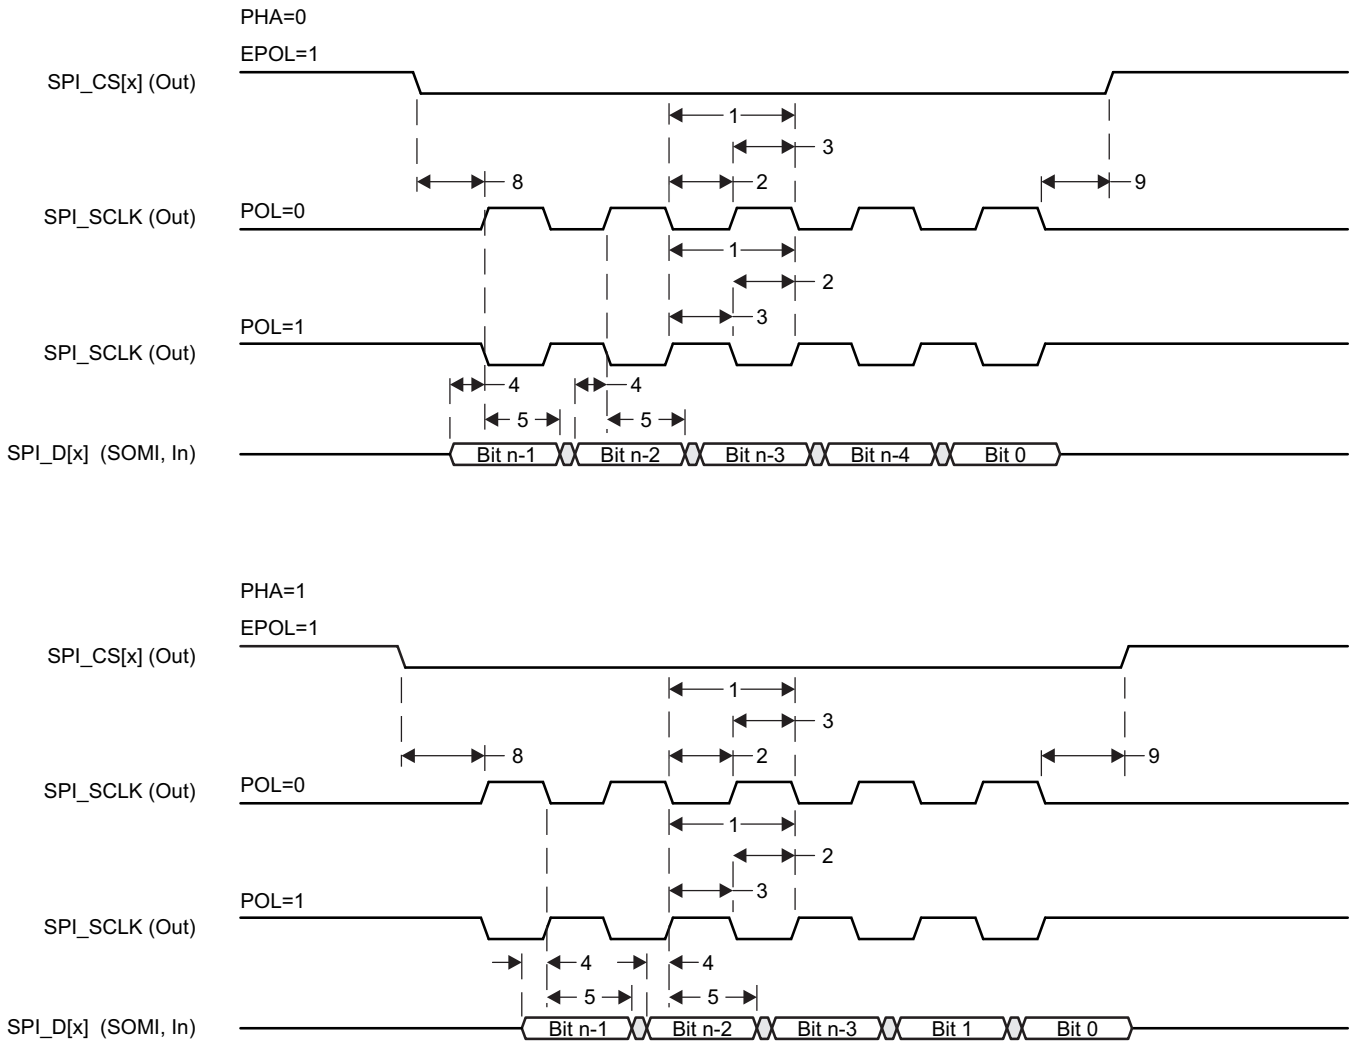 PHA=0
EPOL=1
SPI_CS[x] (Out)
1
3
8
2
9
SPI_SCLK (Out)
POL=0
1
2
3
POL=1
SPI_SCLK (Out)
4
4
5
5
SPI_D[x] (SOMI, In)
Bit n-1
Bit n-2
Bit n-3
Bit n-4
Bit 0
PHA=1
EPOL=1
SPI_CS[x] (Out)
1
3
8
2
9
SPI_SCLK (Out)
POL=0
1
2
3
POL=1
SPI_SCLK (Out)
4
4
5
5
SPI_D[x] (SOMI, In)
Bit n-1
Bit n-2
Bit n-3
Bit 1
Bit 0